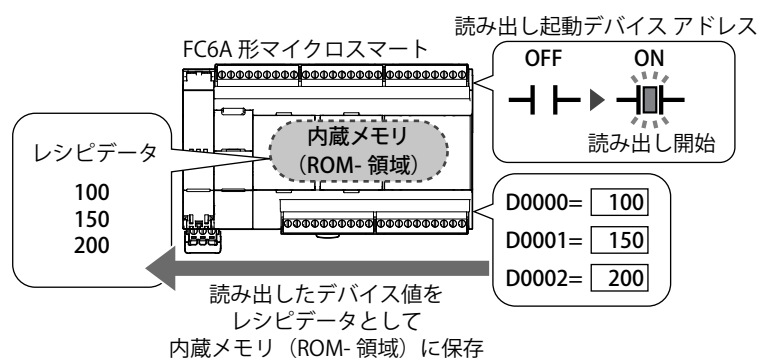 読み出し起動デバイス アドレス
FC6A 形マイクロスマート
OFF
ON
読み出し開始
レシピデータ
100
150
200
内蔵メモリ
（ROM- 領域）
D0000= 100
D0001= 150
D0002= 200
読み出したデバイス値を
レシピデータとして
内蔵メモリ（ROM- 領域）に保存